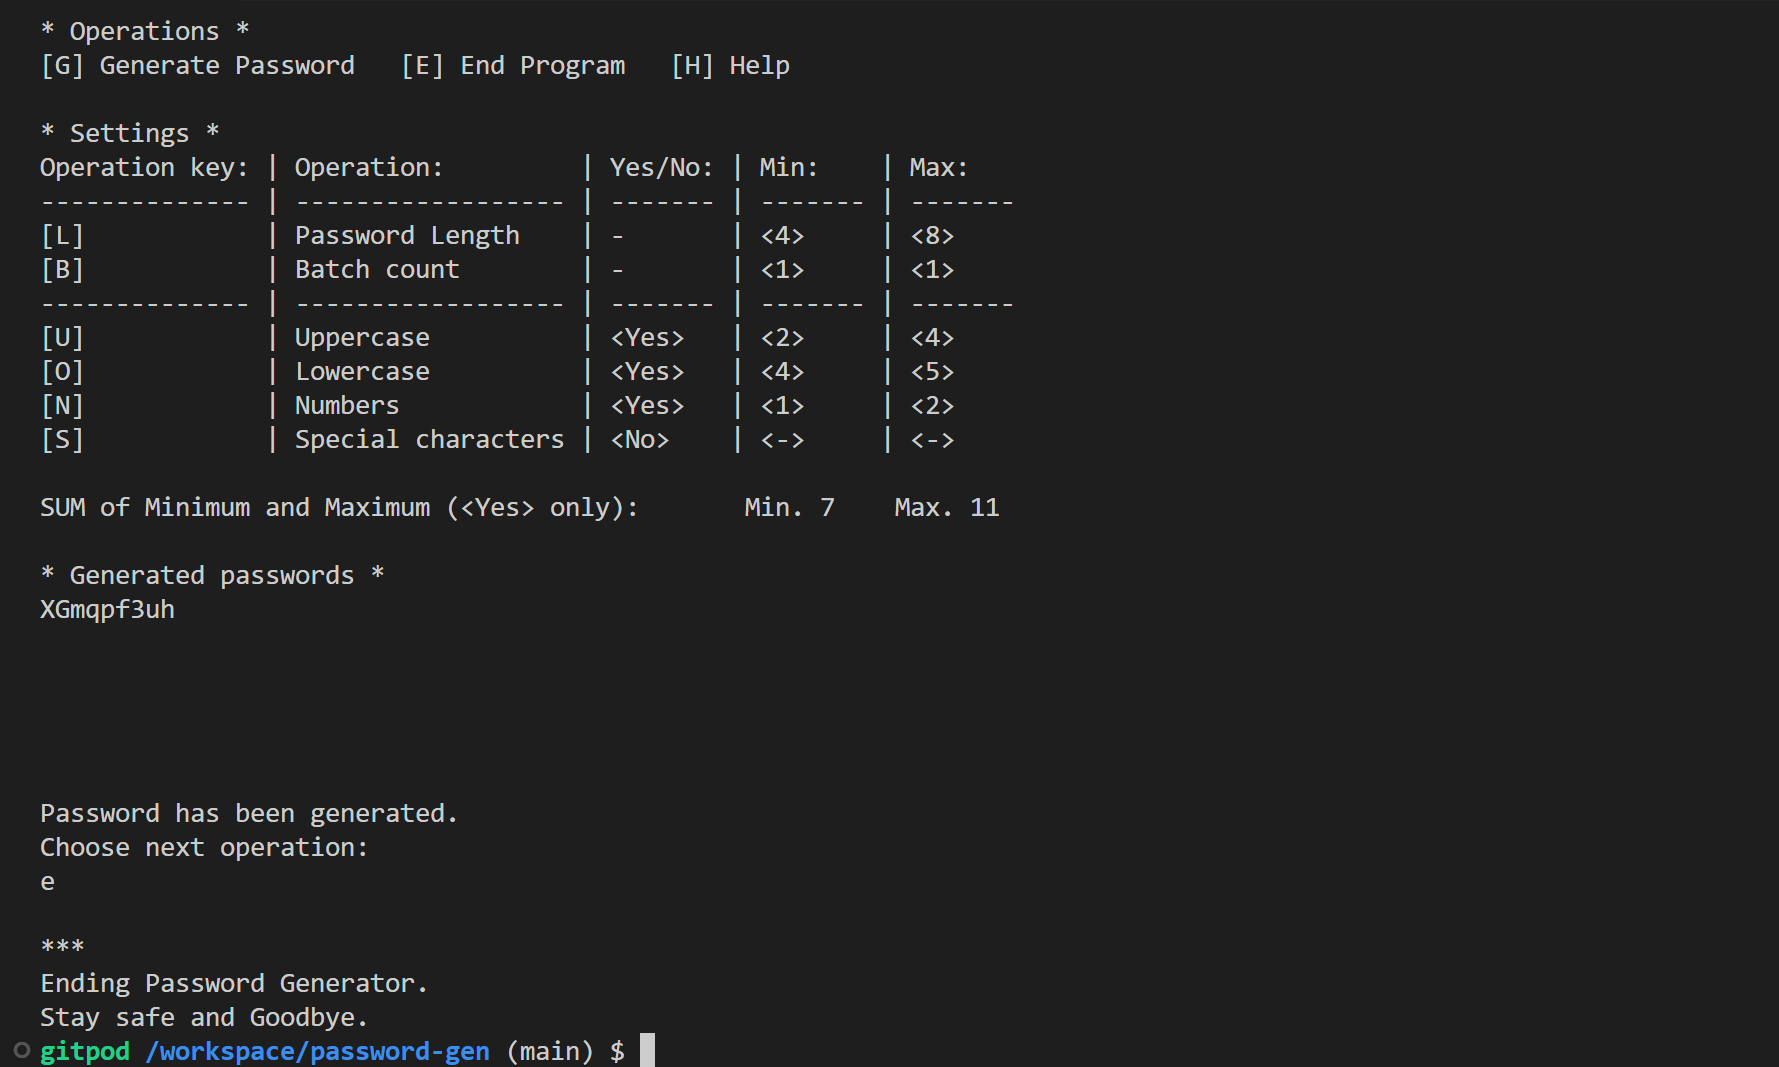 * Operations *
[G] Generate Password   [E] End Program   [H] Help
* Settings *
Operation key: | Operation:         | Yes/No: | Min:    | Max:
-------------- | ------------------ | ------- | ------- | -------
[L]            | Password Length    | -       | <4>     | <8>
[B]            | Batch count        | -       | <1>     | <1>
-------------- | ------------------ | ------- | ------- | -------
[U]            | Uppercase          | <Yes>   | <2>     | <4>
[O]            | Lowercase          | <Yes>   | <4>     | <5>
[N]            | Numbers            | <Yes>   | <1>     | <2>
[S]            | Special characters | <No>    | <->     | <->
SUM of Minimum and Maximum (<Yes> only):       Min. 7    Max. 11
* Generated passwords *
XGmqpf3uh
Password has been generated.
Choose next operation:
e
***
Ending Password Generator.
Stay safe and Goodbye.
gitpod /workspace/password-gen (main) $